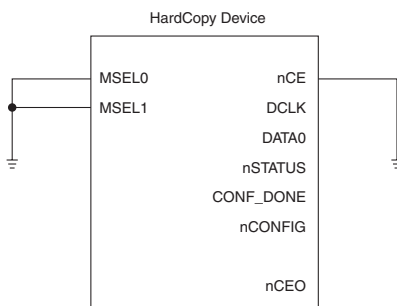 HardCopy Device
MSEL0
MSEL1
nCE
DCLK
DATA0
nSTATUS
CONF_DONE
nCONFIG
nCEO